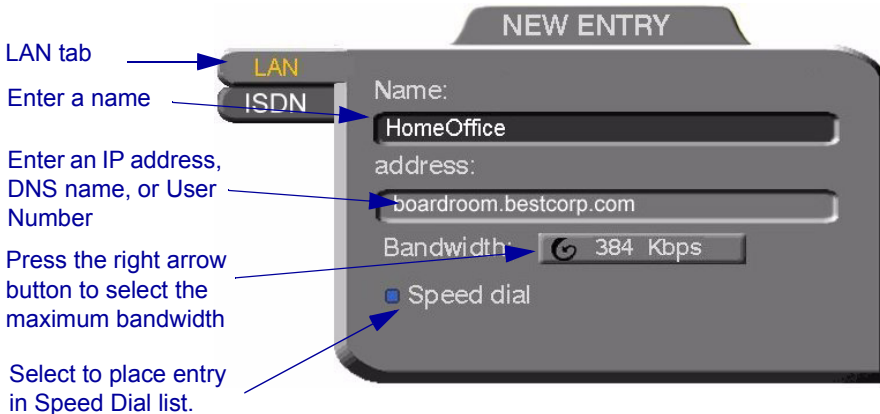 NEW ENTRY
LAN tab
LAN
Enter a name
ISDN
Name:
HomeOffice
Enter an IP address,
DNS name, or User
Number
address:
boardroom.bestcorp.com
Press the right arrow
button to select the
maximum bandwidth
Bandwidth:
384 Kbps
Speed dial
Select to place entry
in Speed Dial list.